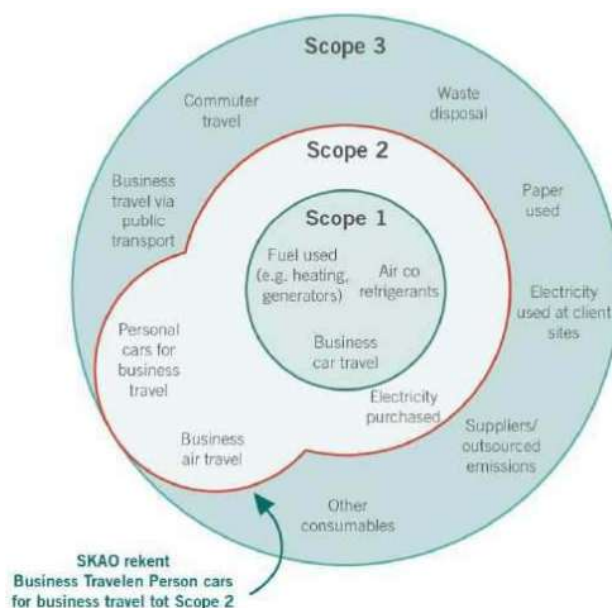 Scope 3
Commuter
travel
Waste
disposal
Scope 2
Business
travel via
public
transport
Paper
used
Scope 1
Fuel used
(e.g. heating,
generators)
Air co
refrigerants
Electricity
used at client
sites
Personal
cars for
business
travel
Business
car travel
Electricity
purchased
Suppliers/
outsourced
emissions
Business
air travel
Other
consumables
SKAO rekent
Business Travelen Person cars
for business travel tot Scope 2